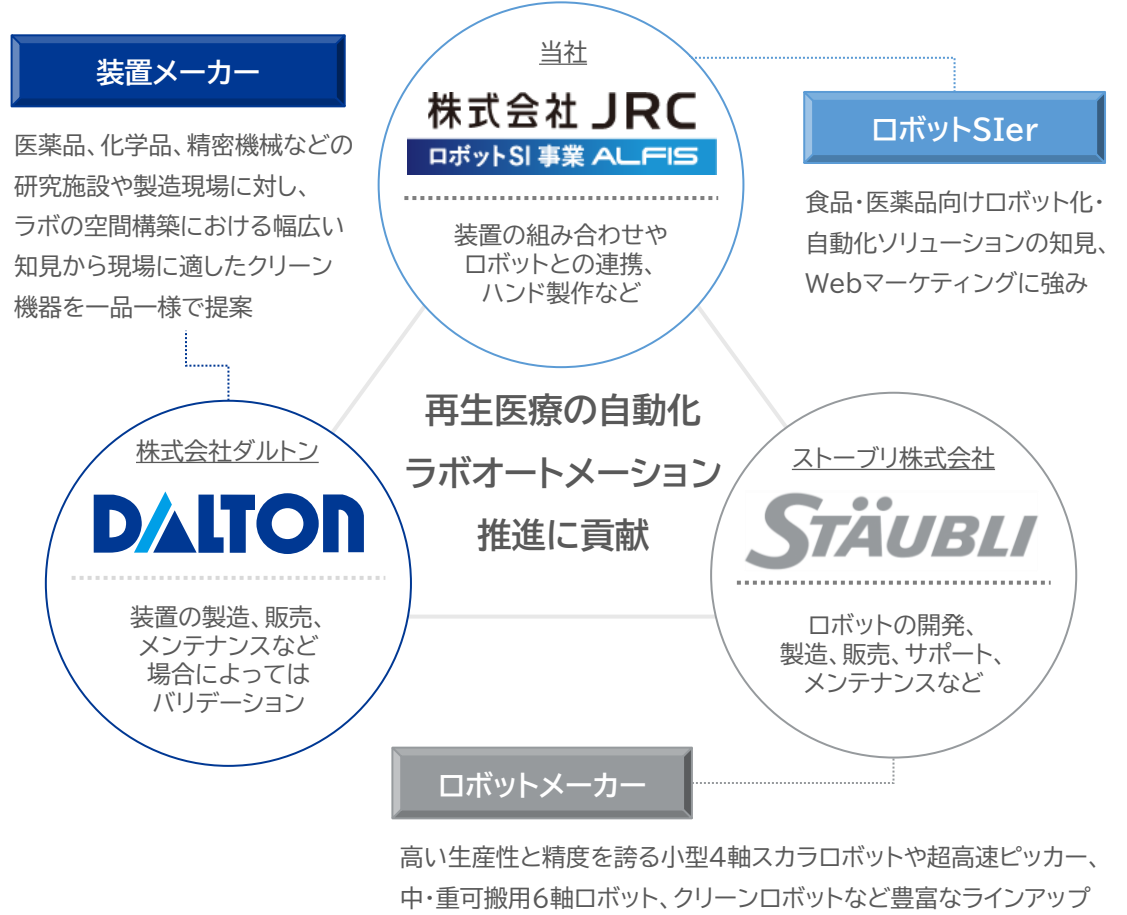 装置メーカー
医薬品、化学品、精密機械などの
研究施設や製造現場に対し、
ラボの空間構築における幅広い
知見から現場に適したクリーン
機器を一品一様で提案
当社
株式会社 JRC
ロボットSI 事業 ALFIS
装置の組み合わせや
ロボットとの連携、
ハンド製作など
ロボットSIer
食品・医薬品向けロボット化・
自動化ソリューションの知見、
Webマーケティングに強み
再生医療の自動化
ラボオートメーション
推進に貢献
株式会社ダルトン
DALTON
装置の製造、販売、
メンテナンスなど
場合によっては
バリデーション
ストーブリ株式会社
STÄUBLI
ロボットの開発、
製造、販売、サポート、
メンテナンスなど
ロボットメーカー
高い生産性と精度を誇る小型4軸スカラロボットや超高速ピッカー、
中・重可搬用6軸ロボット、クリーンロボットなど豊富なラインアップ